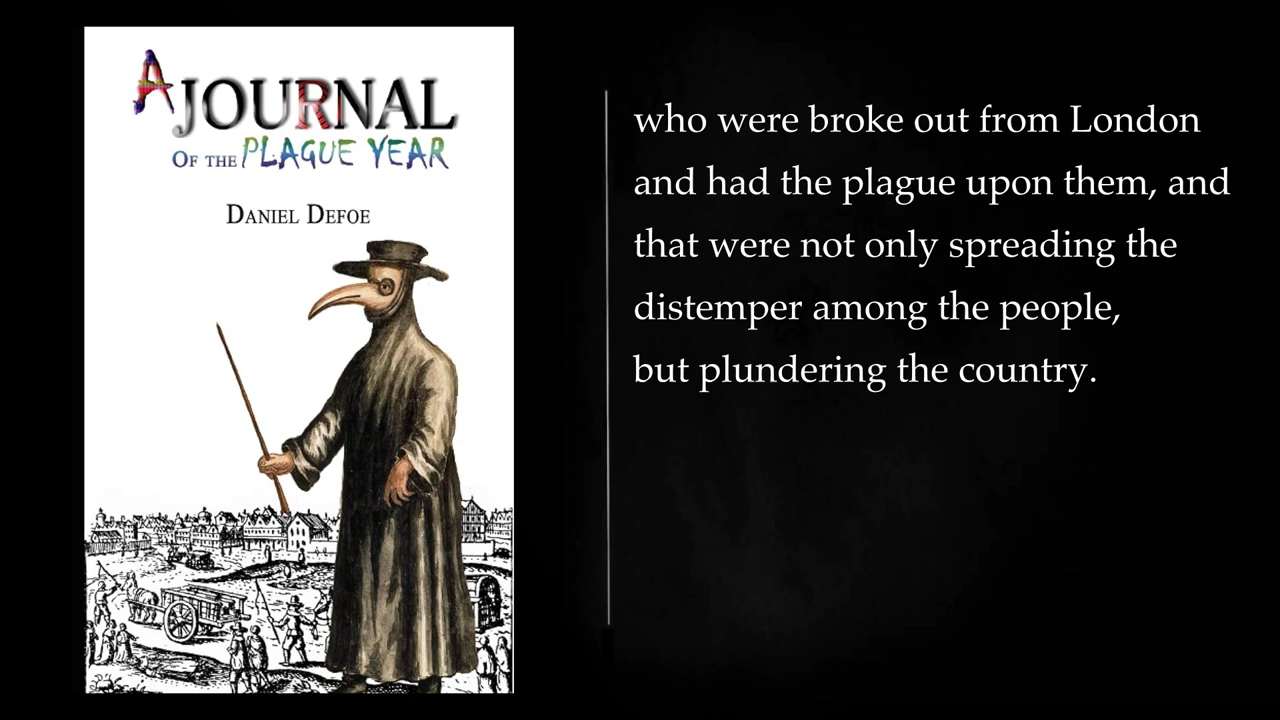 A JOURNAL
OF THE PLAGUE YEAR
DANIEL DEFOE
who were broke out from London
and had the plague upon them, and
that were not only spreading the
distemper among the people,
but plundering the country.